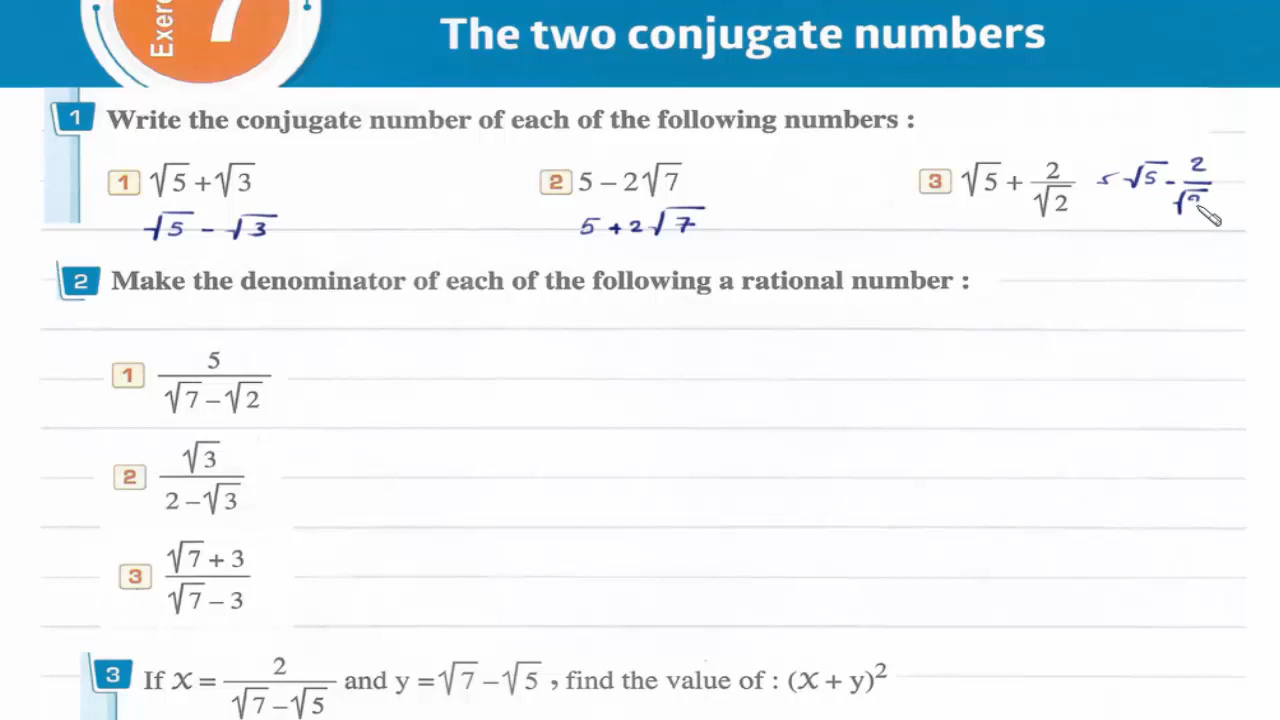 Exerc 7
The two conjugate numbers
1 Write the conjugate number of each of the following numbers :
1 √5 + √3 2 5 – 2√7 3 √5 + 2/√2 √5 - 2/√2
√5 - √3 5 + 2√7
2 Make the denominator of each of the following a rational number :
1 5/(√7 – √2)
2 √3/(2 – √3)
3 (√7 + 3)/(√7 – 3)
3 If x = 2/(√7 – √5) and y = √7 – √5 , find the value of : (x + y)²